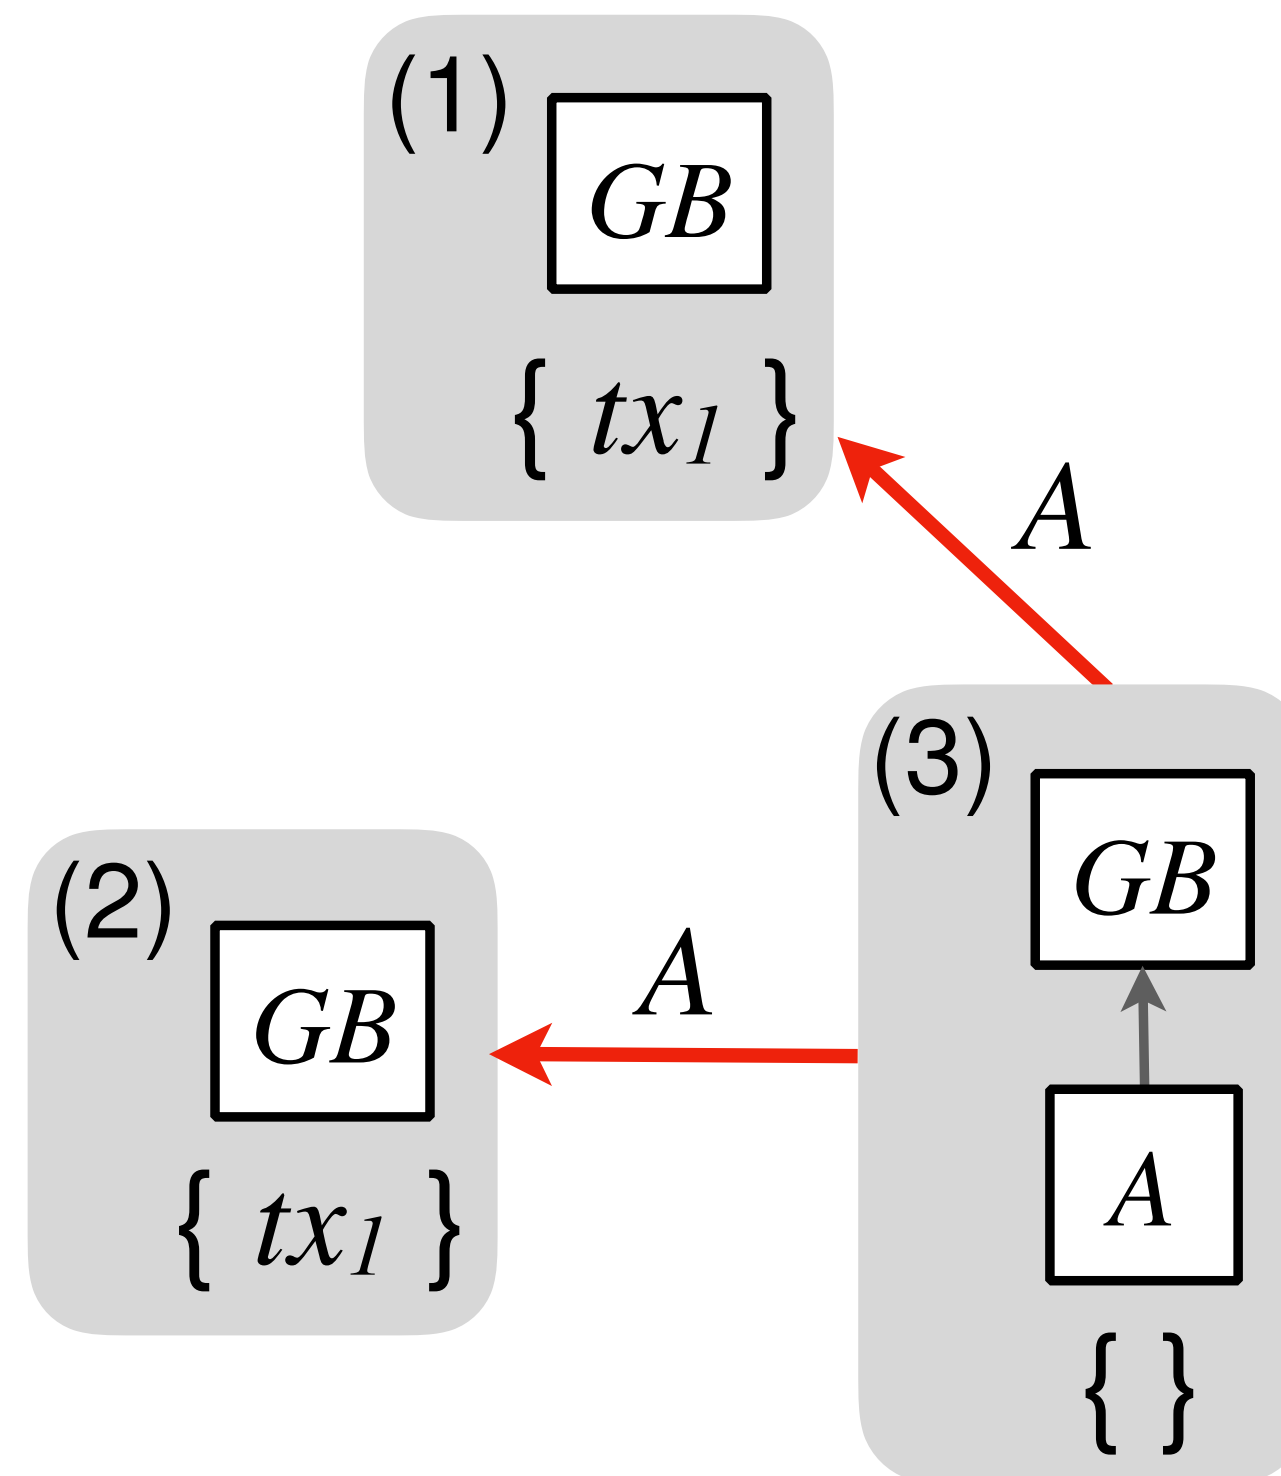 (1)
GB
{ tx₁ }
A
(3)
GB
(2)
GB
A
A
{ tx₁ }
{ }